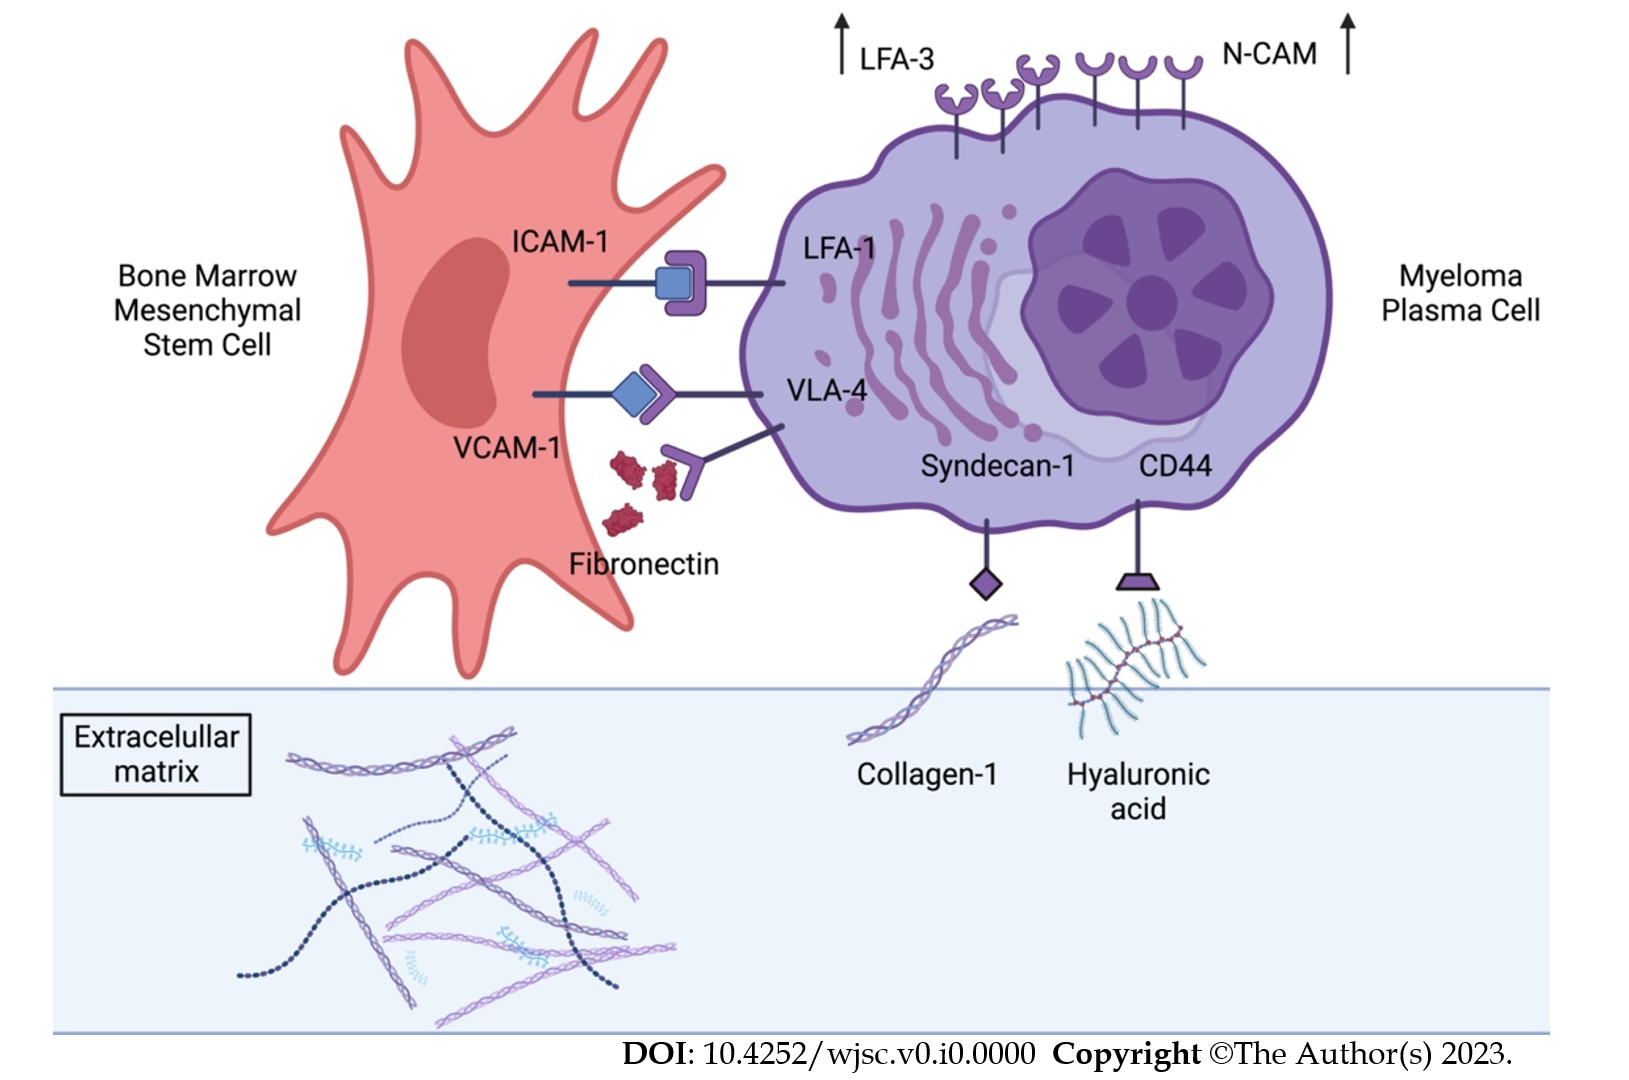 LFA-3
N-CAM
ICAM-1
LFA-1
Bone Marrow
Mesenchymal
Stem Cell
Myeloma
Plasma Cell
VLA-4
VCAM-1
Syndecan-1
CD44
Fibronectin
Extracelullar
matrix
Collagen-1
Hyaluronic
acid
DOI: 10.4252/wjsc.v0.i0.0000 Copyright ©The Author(s) 2023.